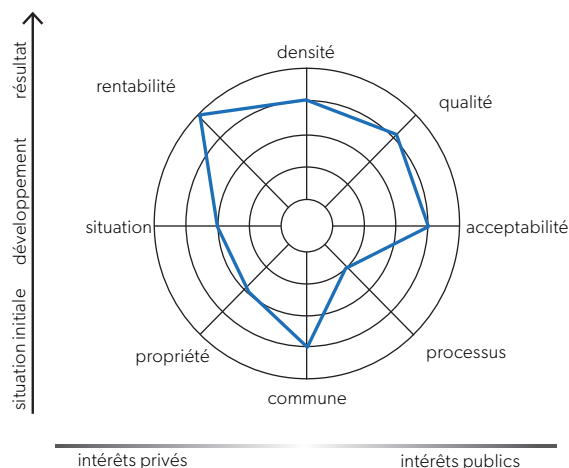 résultat
développement
situation initiale
densité
rentabilité
qualité
situation
acceptabilité
propriété
processus
commune
intérêts privés
intérêts publics